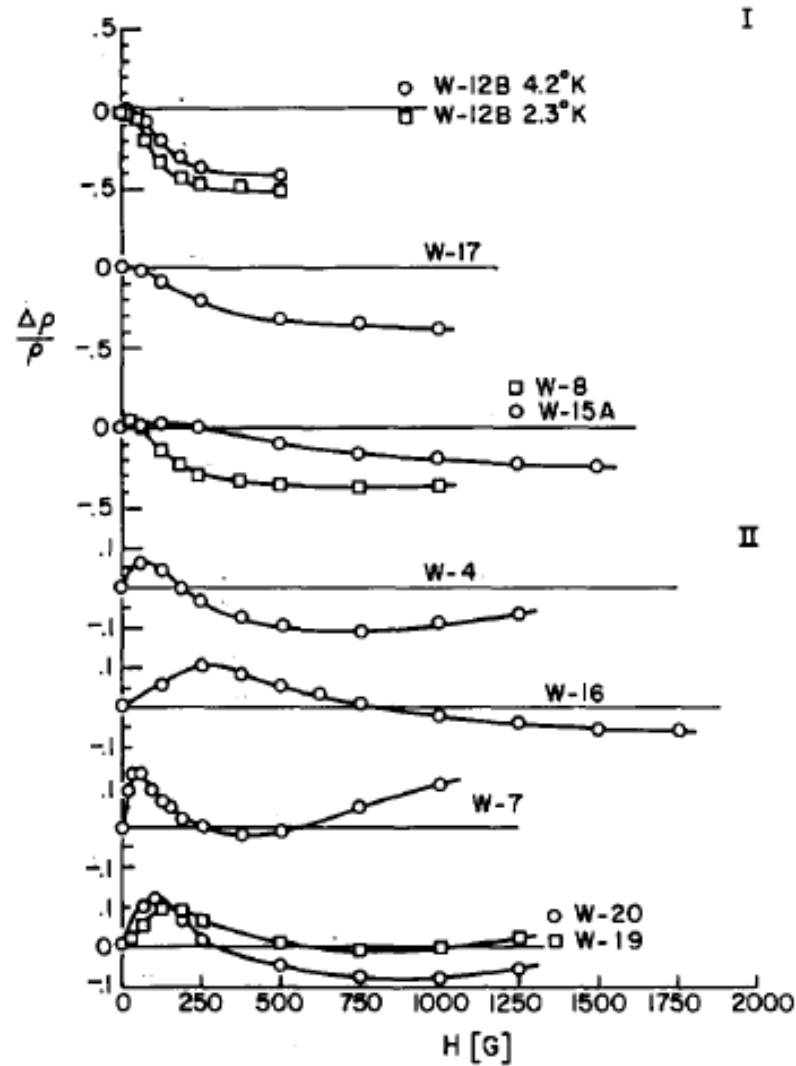 I
.5
0
-.5
W-12B 4.2°K
W-12B 2.3°K
W-17
0
-.5
Δρ
ρ
W-8
W-15A
0
-.5
II
.1
W-4
-.1
.1
W-16
-.1
.1
W-7
-.1
.1
0
-.1
W-20
W-19
0 250 500 750 1000 1250 1500 1750 2000
H [G]